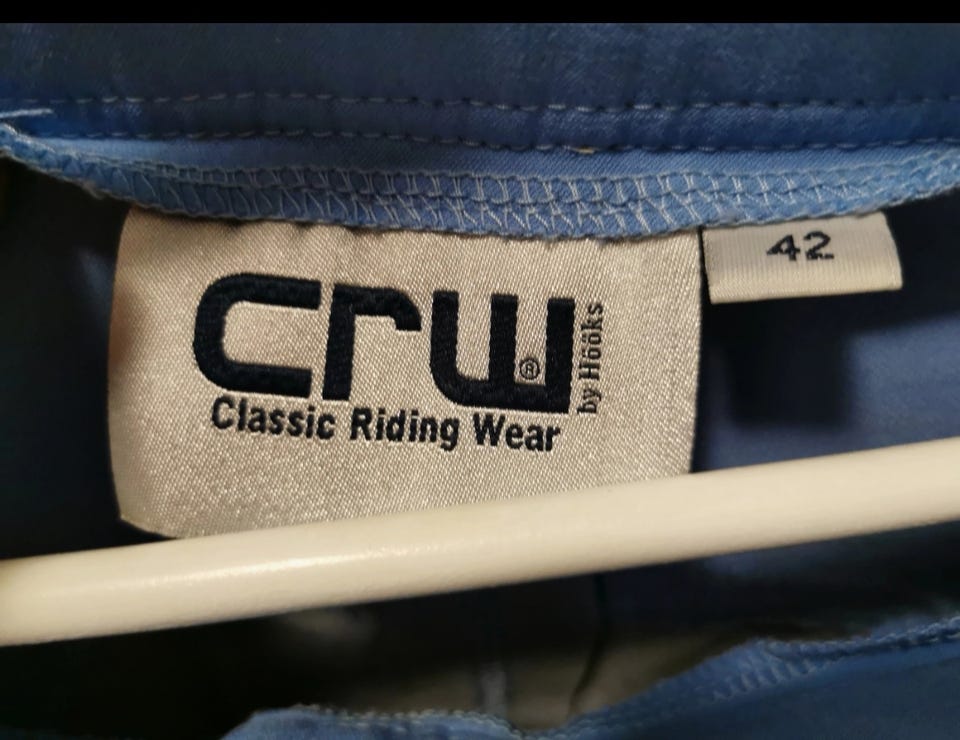 crw®
by Hööks
Classic Riding Wear
42